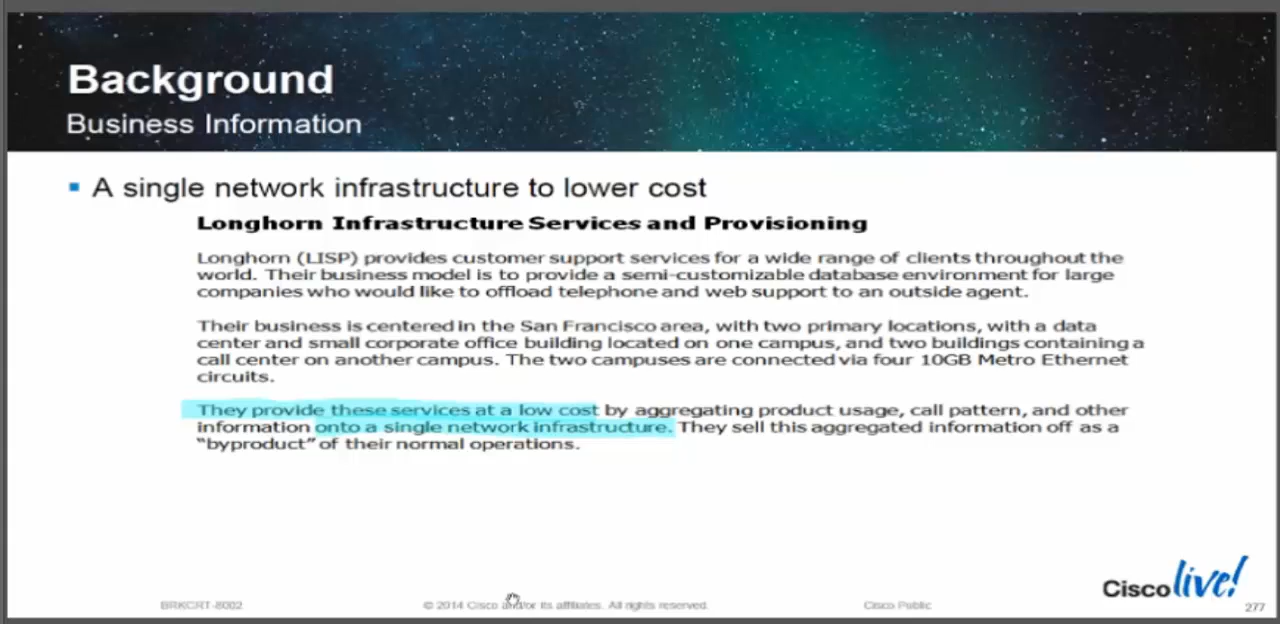 Background
Business Information
A single network infrastructure to lower cost
Longhorn Infrastructure Services and Provisioning
Longhorn (LISP) provides customer support services for a wide range of clients throughout the
world. Their business model is to provide a semi-customizable database environment for large
companies who would like to offload telephone and web support to an outside agent.
Their business is centered in the San Francisco area, with two primary locations, with a data
center and small corporate office building located on one campus, and two buildings containing a
call center on another campus. The two campuses are connected via four 10GB Metro Ethernet
circuits.
They provide these services at a low cost by aggregating product usage, call pattern, and other
information onto a single network infrastructure. They sell this aggregated information off as a
“byproduct” of their normal operations.
Cisco live!
BRKCRT-8002
© 2014 Cisco and/or its affiliates. All rights reserved.
Cisco Public
277